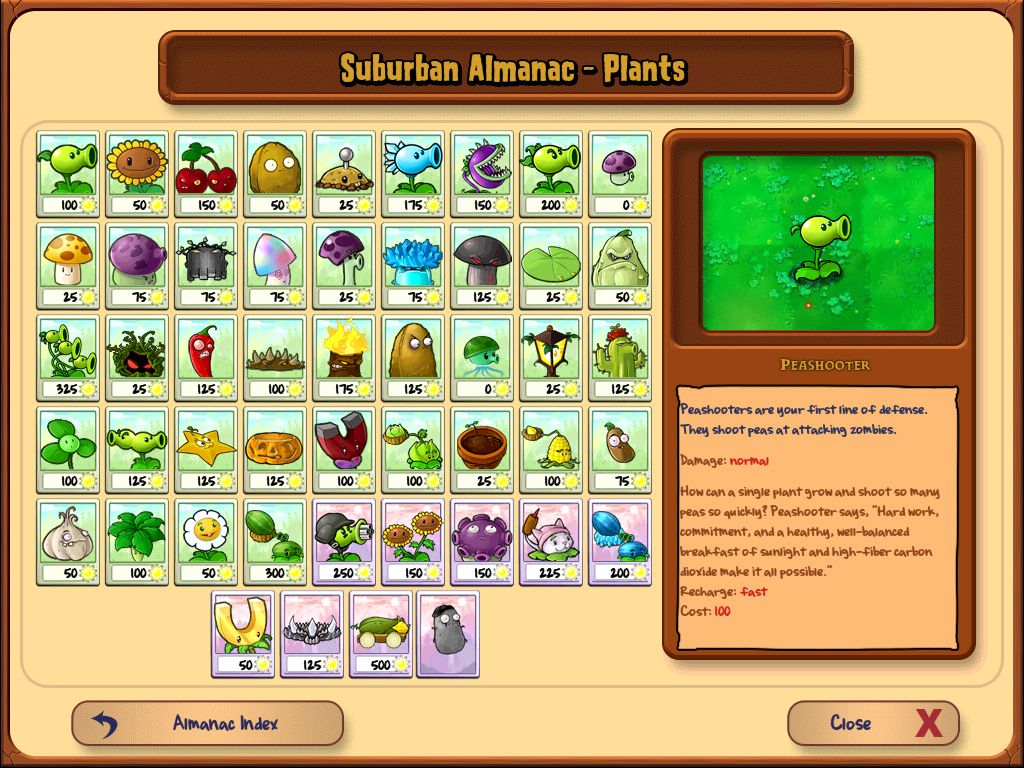 Suburban Almanac - Plants
100 50 150 50 25 175 150 200 0
25 75 75 75 25 75 125 25 50
325 25 125 100 175 125 0 25 125
100 125 125 125 100 100 25 100 75
50 100 50 300 250 150 150 225 200
50 125 500
Peashooter
Peashooters are your first line of defense.
They shoot peas at attacking zombies.
Damage: normal
How can a single plant grow and shoot so many
peas so quickly? Peashooter says, "Hard work,
commitment, and a healthy, well-balanced
breakfast of sunlight and high-fiber carbon
dioxide make it all possible."
Recharge: fast
Cost: 100
Almanac Index
Close X